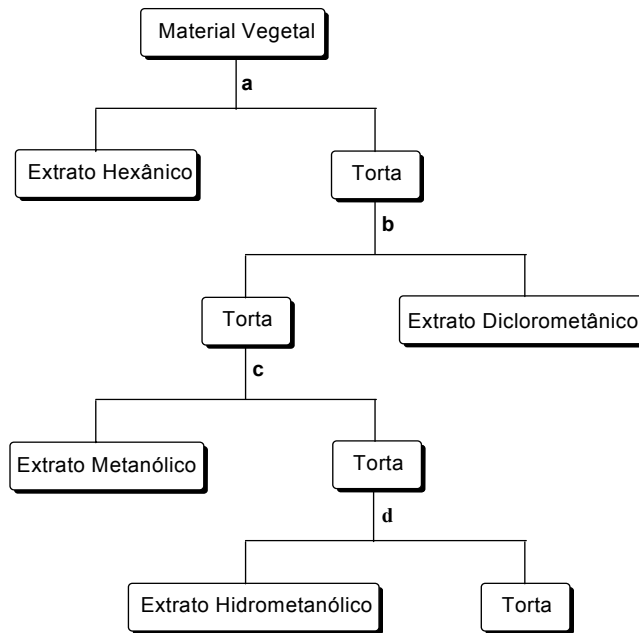 Material Vegetal
a
Extrato Hexânico
Torta
b
Torta
Extrato Diclorometânico
c
Extrato Metanólico
Torta
d
Extrato Hidrometanólico
Torta